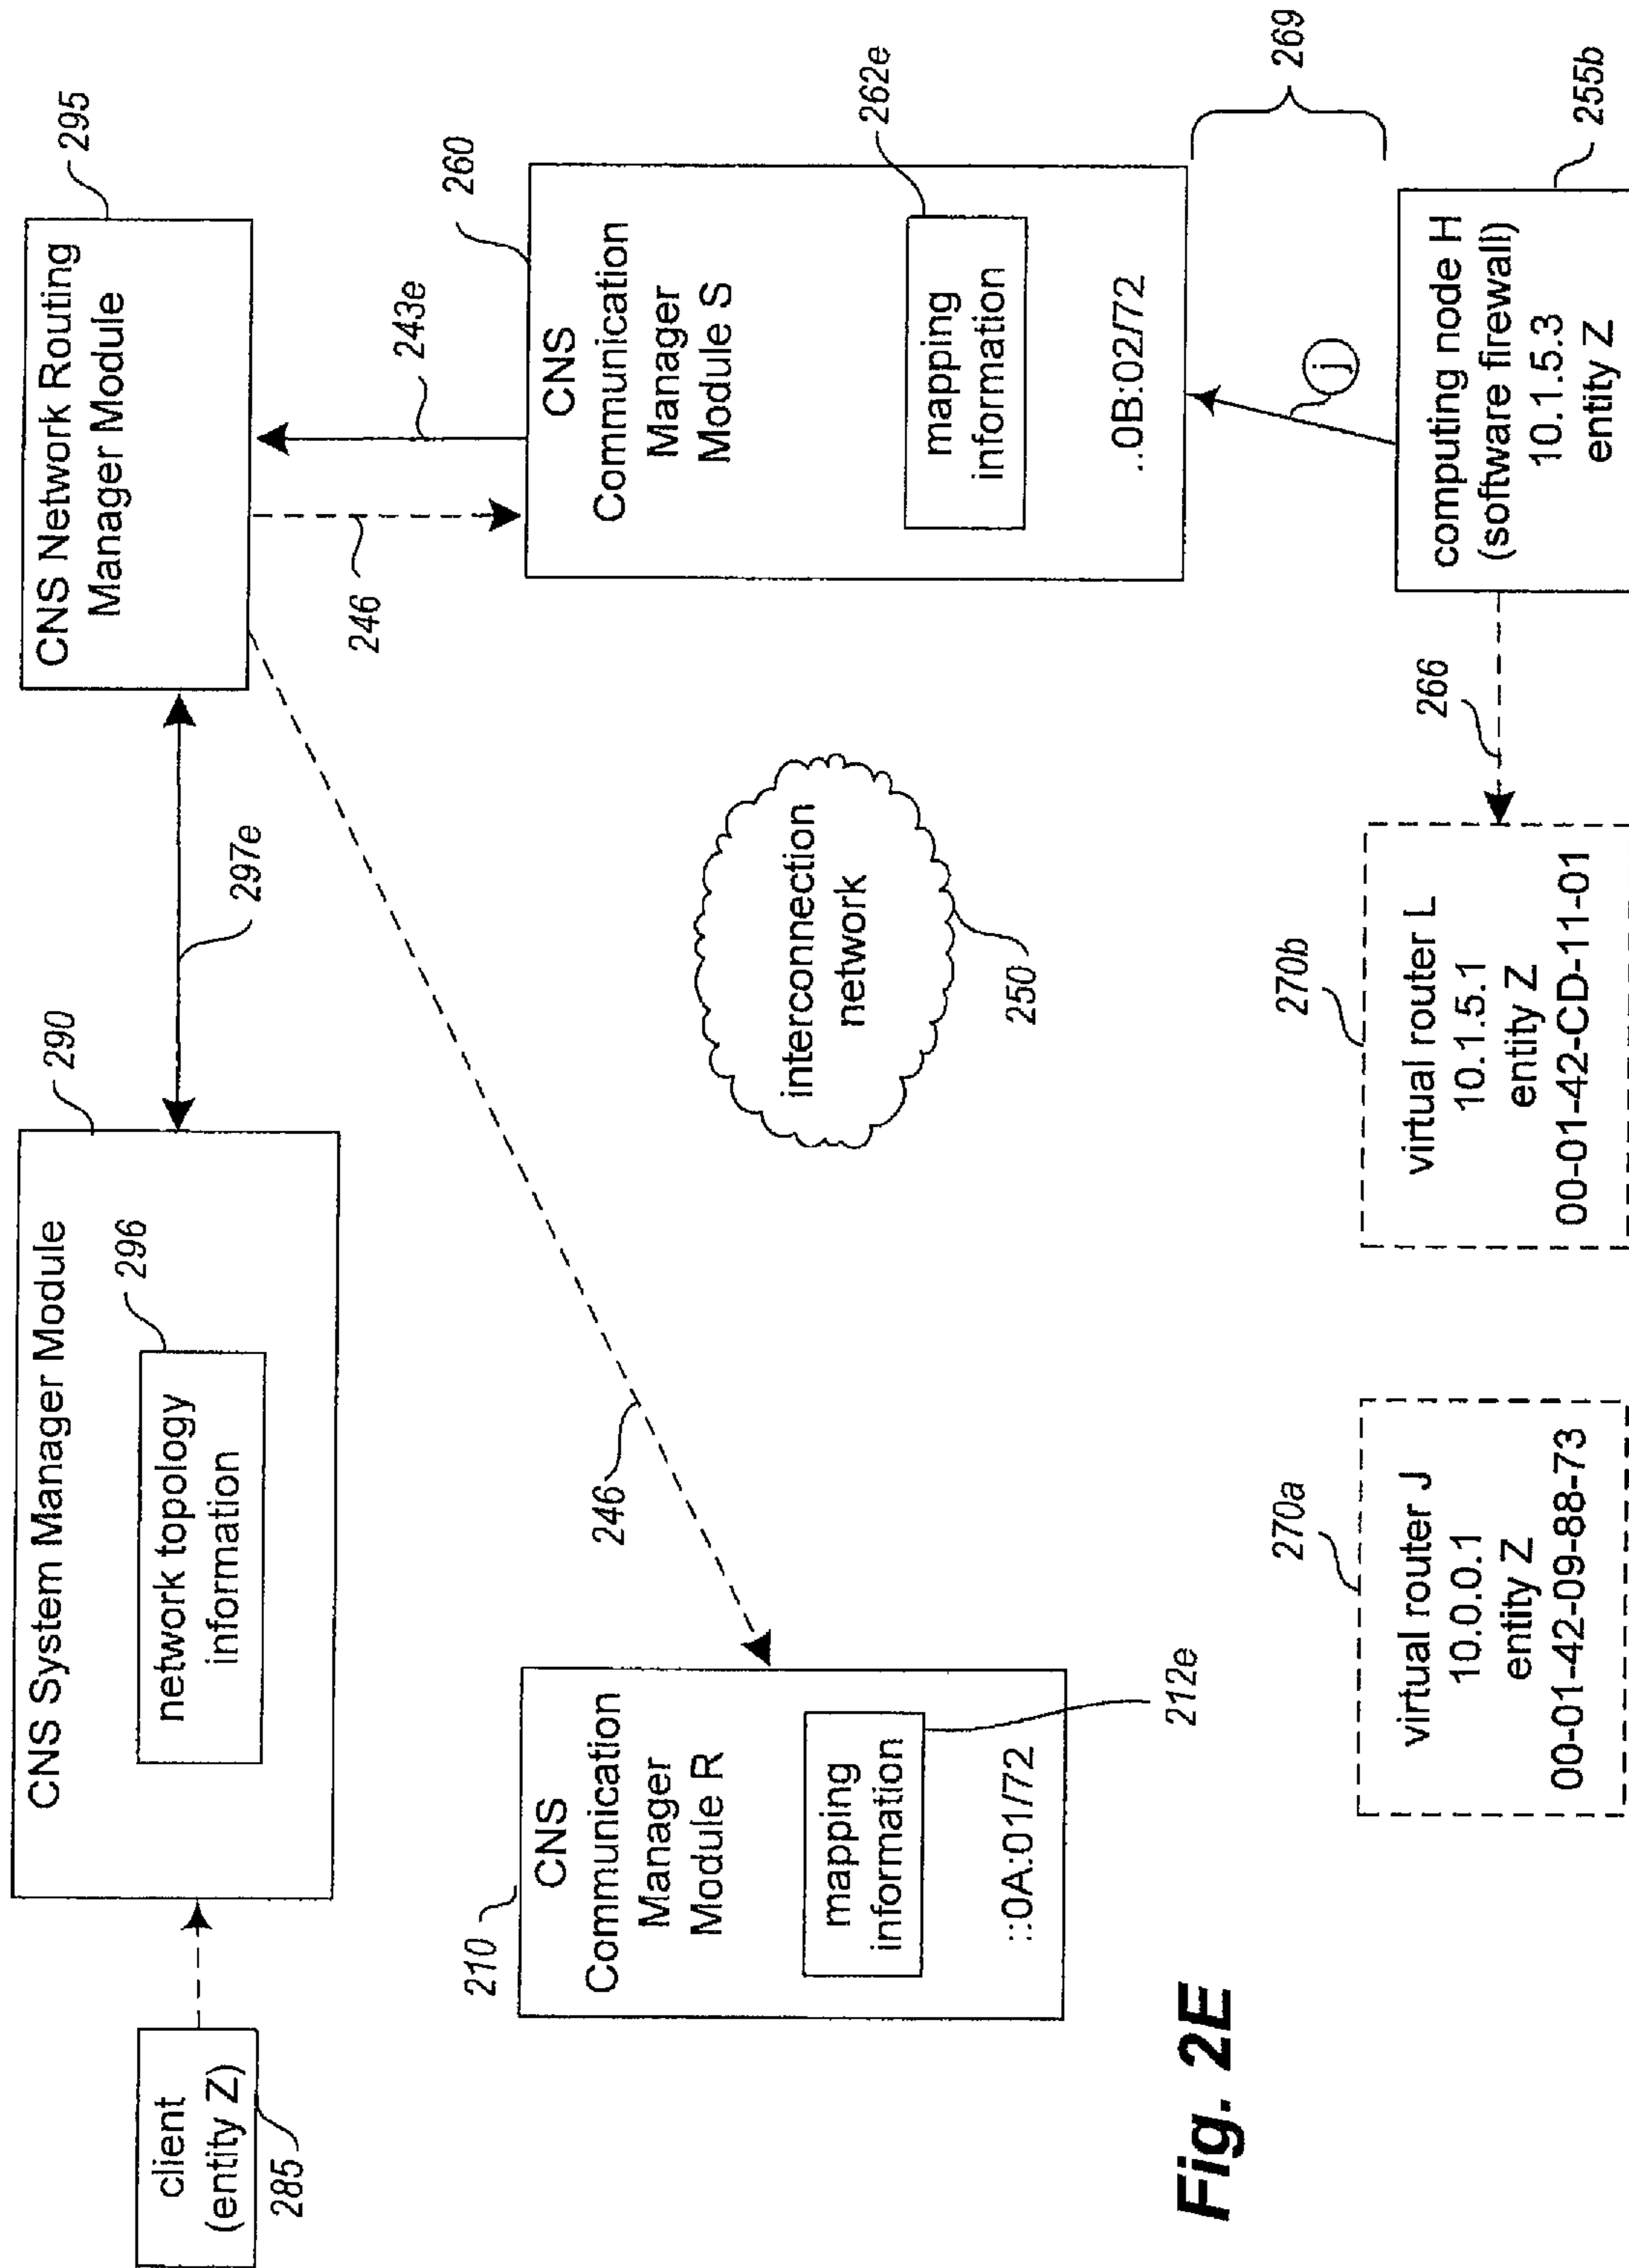 client
(entity Z)
285
CNS System Manager Module
290
network topology
information
296
297e
CNS Network Routing
Manager Module
295
246
243e
246
210
CNS
Communication
Manager
Module R
mapping
information
::0A:01/72
212e
interconnection
network
250
CNS
Communication
Manager
Module S
260
mapping
information
262e
..0B:02/72
269
j
270a
virtual router J
10.0.0.1
entity Z
00-01-42-09-88-73
270b
virtual router L
10.1.5.1
entity Z
00-01-42-CD-11-01
266
computing node H
(software firewall)
10.1.5.3
entity Z
255b
Fig. 2E